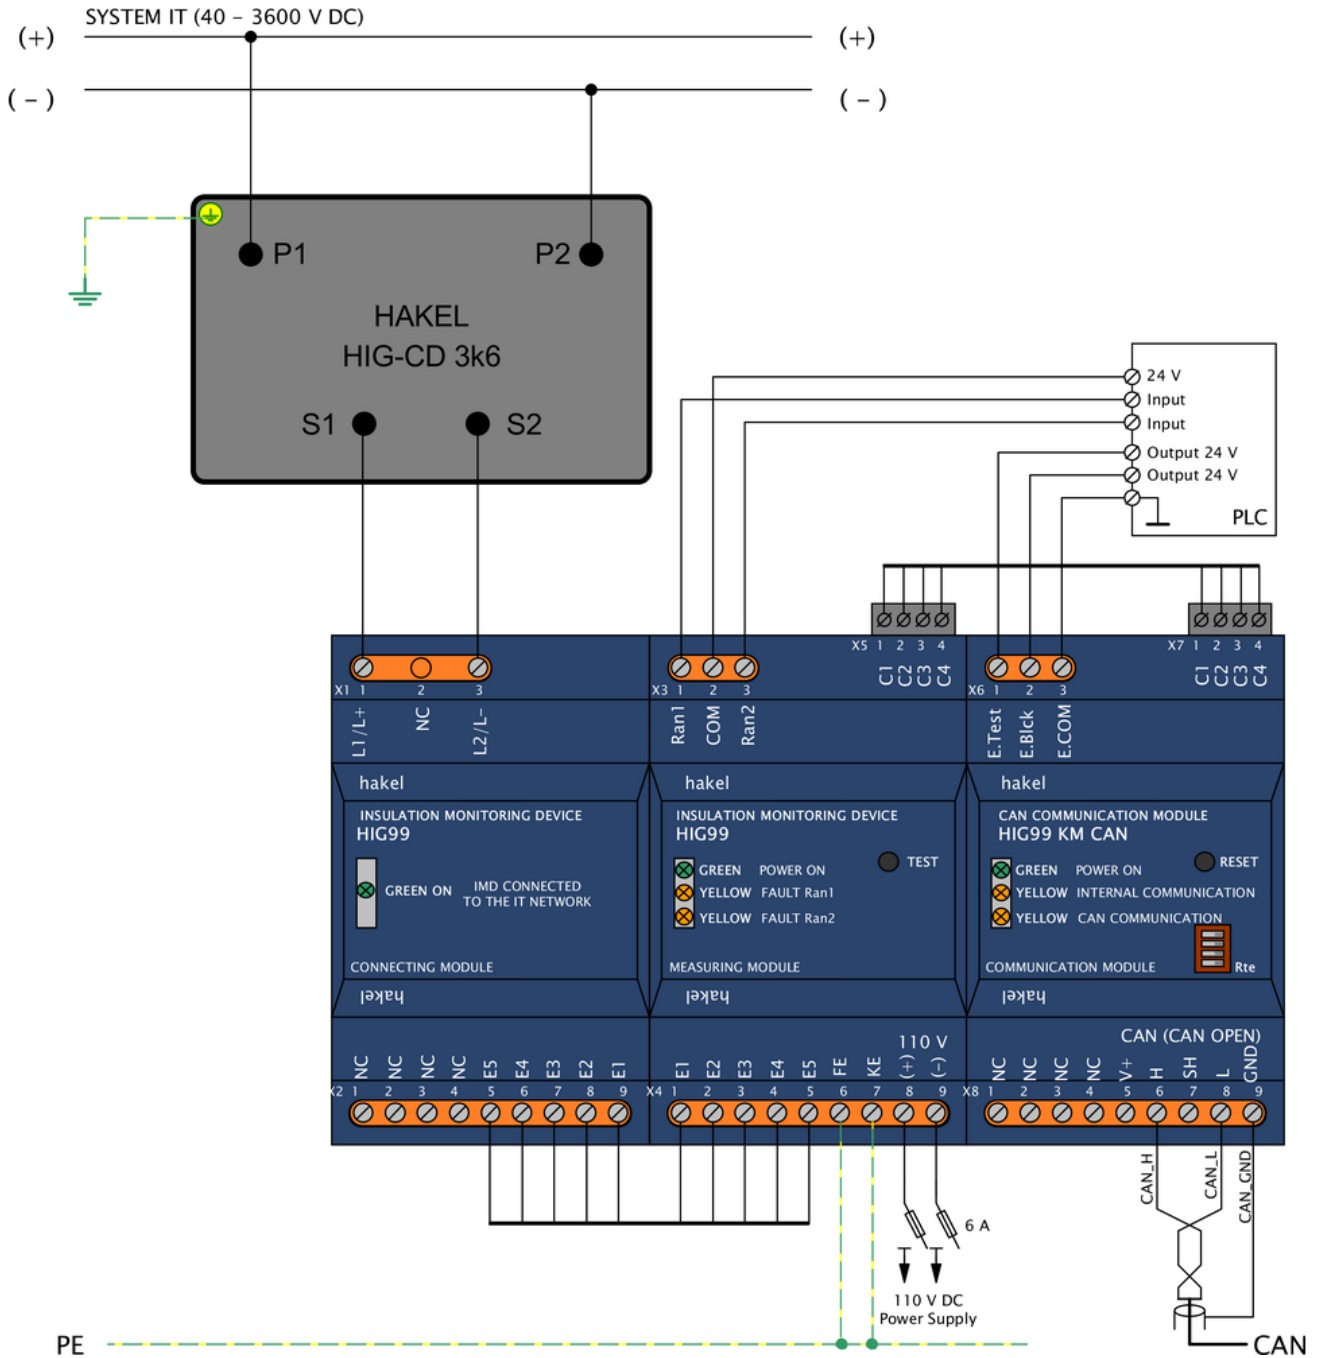 SYSTEM IT (40 – 3600 V DC)
(+) (+)
( – ) ( – )
P1 P2
HAKEL
HIG-CD 3k6
S1 S2
24 V
Input
Input
Output 24 V
Output 24 V
PLC
X5 1 2 3 4
X7 1 2 3 4
X1 1 2 3
X3 1 2 3
C1 C2 C3 C4
X6 1 2 3
C1 C2 C3 C4
L1/L+ NC L2/L–
Ran1 COM Ran2
E.Test E.Blck E.COM
hakel
INSULATION MONITORING DEVICE
HIG99
GREEN ON
IMD CONNECTED
TO THE IT NETWORK
CONNECTING MODULE
hakel
hakel
INSULATION MONITORING DEVICE
HIG99
TEST
GREEN POWER ON
YELLOW FAULT Ran1
YELLOW FAULT Ran2
MEASURING MODULE
hakel
hakel
CAN COMMUNICATION MODULE
HIG99 KM CAN
RESET
GREEN POWER ON
YELLOW INTERNAL COMMUNICATION
YELLOW CAN COMMUNICATION
COMMUNICATION MODULE
Rte
hakel
NC NC NC NC E5 E4 E3 E2 E1
X2 1 2 3 4 5 6 7 8 9
110 V
E1 E2 E3 E4 E5 FE KE (+) (–)
X4 1 2 3 4 5 6 7 8 9
CAN (CAN OPEN)
NC NC NC NC V+ H SH L GND
X8 1 2 3 4 5 6 7 8 9
CAN_H CAN_L CAN_GND
6 A
110 V DC
Power Supply
PE
CAN